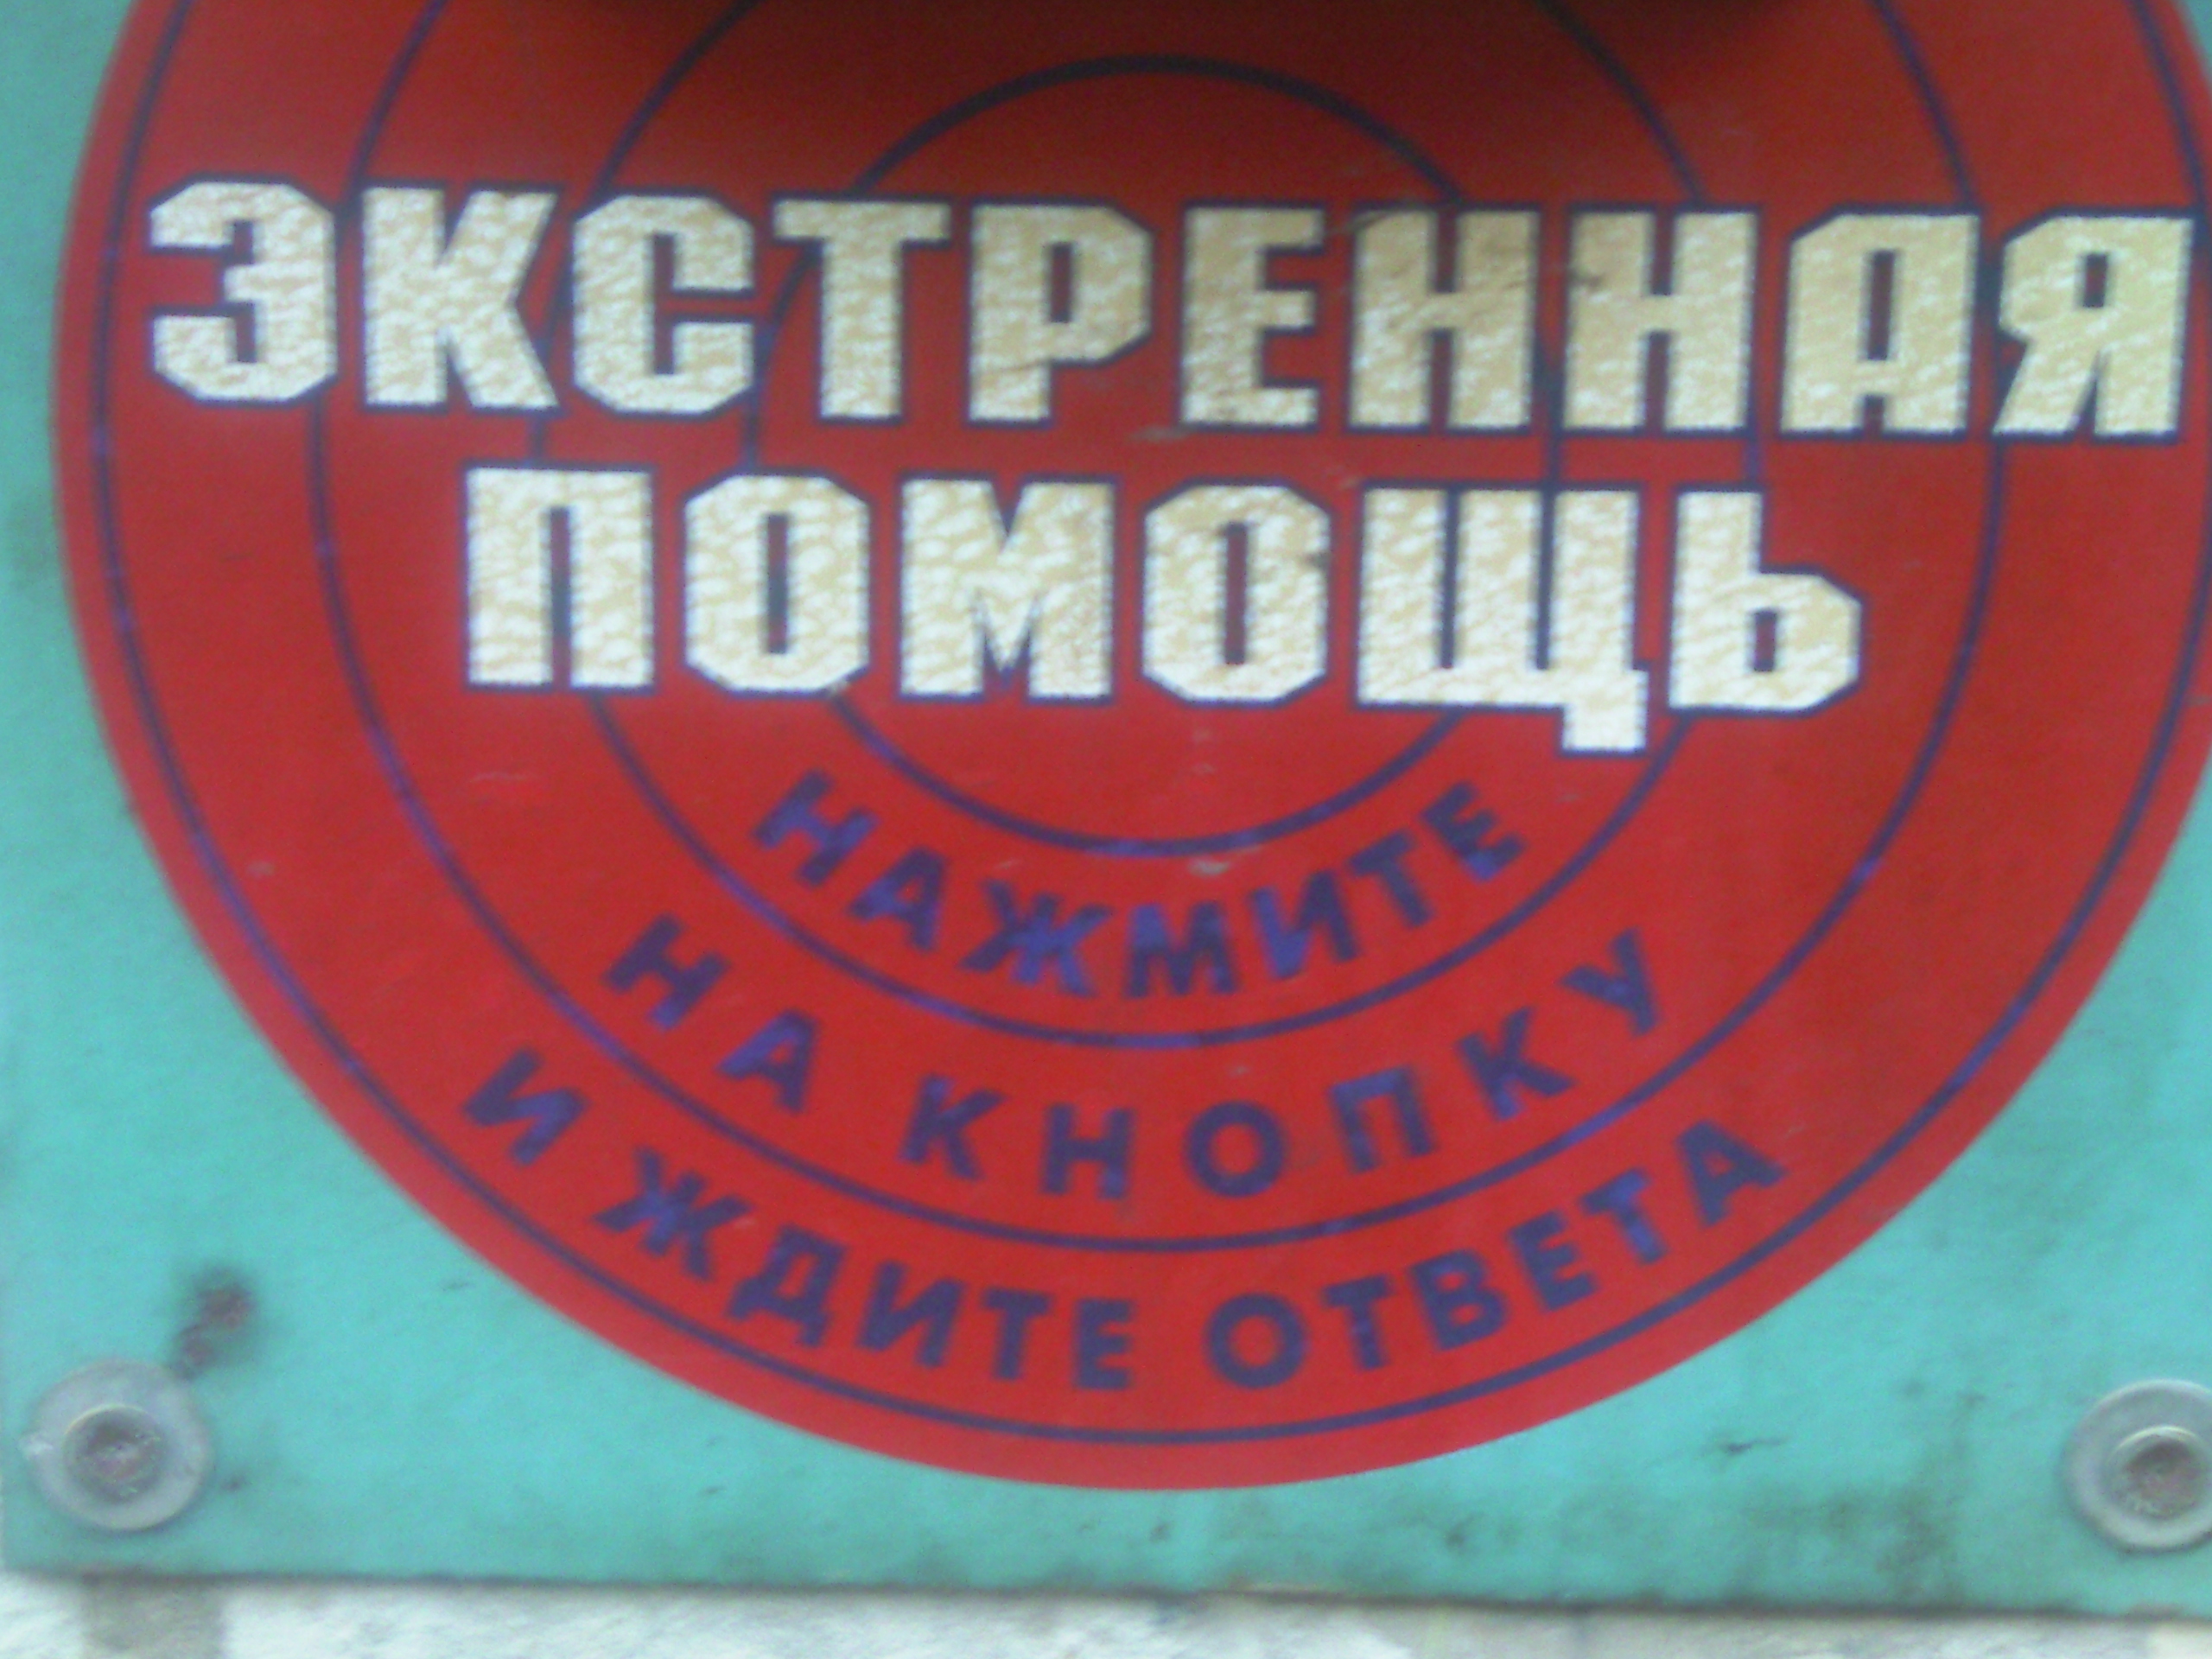 ЭКСТРЕННАЯ
ПОМОЩЬ
НАЖМИТЕ
НА КНОПКУ
И ЖДИТЕ ОТВЕТА